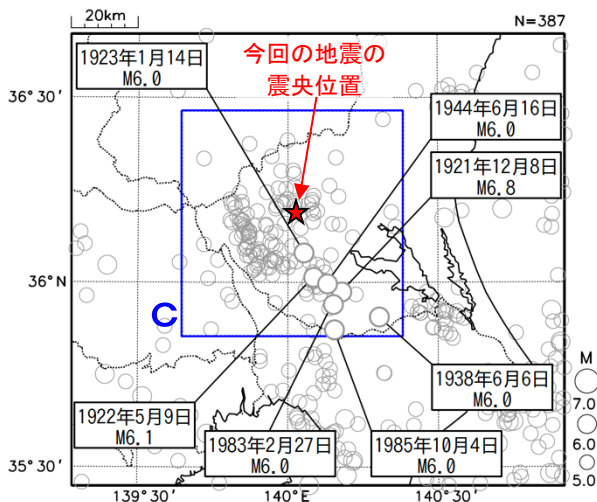 20km
N=387
1923年1月14日
M6.0
今回の地震の
震央位置
36°30'
1944年6月16日
M6.0
1921年12月8日
M6.8
36°N
C
1938年6月6日
M6.0
1922年5月9日
M6.1
1983年2月27日
M6.0
1985年10月4日
M6.0
M
7.0
6.0
5.0
35°30'
139°30'
140°E
140°30'